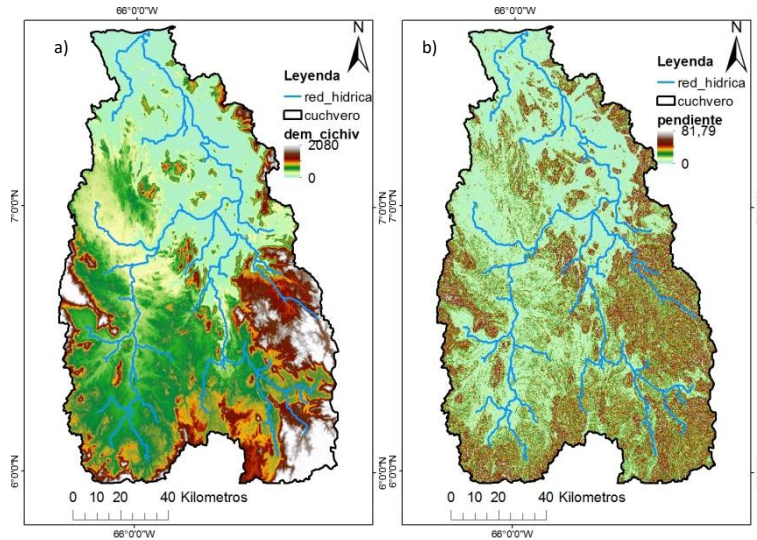 66°0'0"W
a)
N
Leyenda
red_hidrica
cuchvero
dem_cichiv
2080
0
7°0'0"N
6°0'0"N
0 10 20 40 Kilometros
66°0'0"W
66°0'0"W
b)
N
Leyenda
red_hidrica
cuchvero
pendiente
81,79
0
7°0'0"N
6°0'0"N
0 10 20 40 Kilometros
66°0'0"W